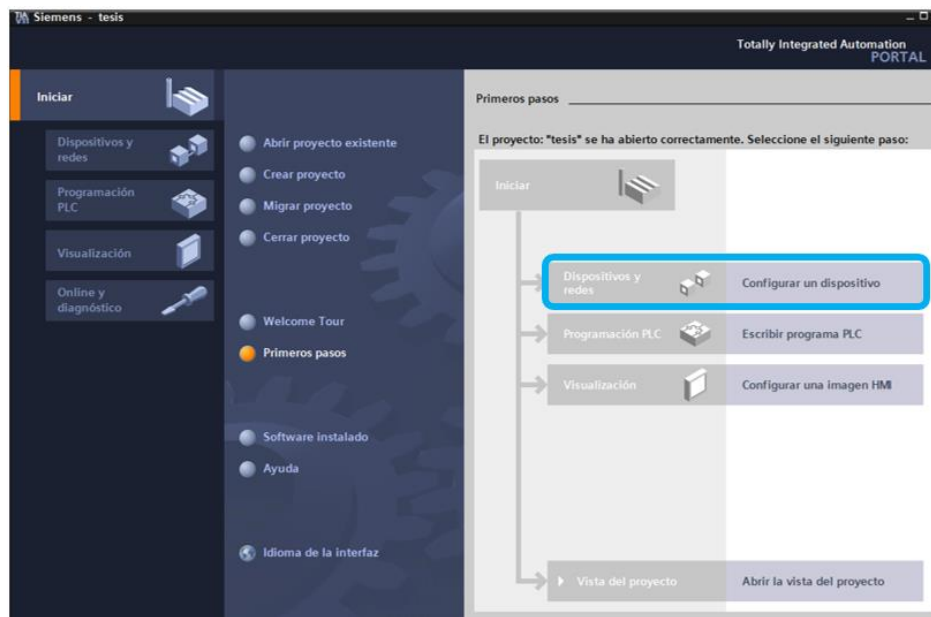 Siemens - tesis
Totally Integrated Automation
PORTAL
Iniciar
Dispositivos y
redes
Programación
PLC
Visualización
Online y
diagnóstico
Abrir proyecto existente
Crear proyecto
Migrar proyecto
Cerrar proyecto
Welcome Tour
Primeros pasos
Software instalado
Ayuda
Idioma de la interfaz
Primeros pasos
El proyecto: "tesis" se ha abierto correctamente. Seleccione el siguiente paso:
Iniciar
Dispositivos y
redes
Configurar un dispositivo
Programación PLC
Escribir programa PLC
Visualización
Configurar una imagen HMI
Vista del proyecto
Abrir la vista del proyecto